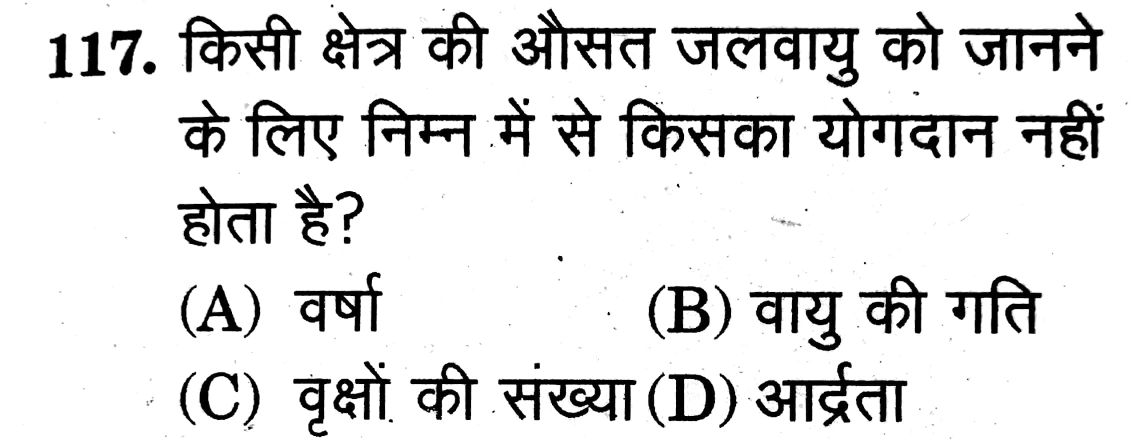 117. किसी क्षेत्र की औसत जलवायु को जानने
के लिए निम्न में से किसका योगदान नहीं
होता है?
(A) वर्षा (B) वायु की गति
(C) वृक्षों की संख्या (D) आर्द्रता